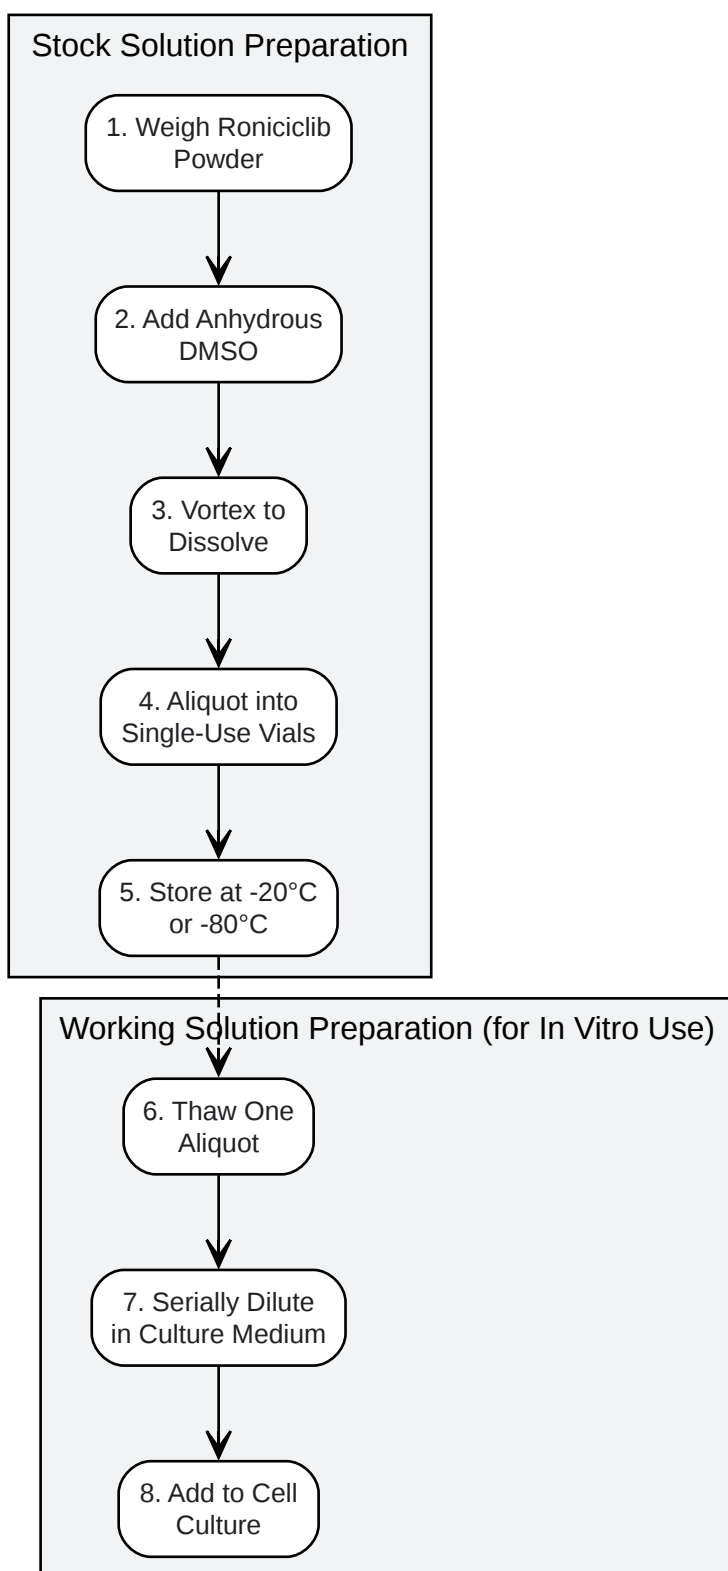 Stock Solution Preparation
1. Weigh Roniciclib
Powder
2. Add Anhydrous
DMSO
3. Vortex to
Dissolve
4. Aliquot into
Single-Use Vials
5. Store at -20°C
or -80°C
Working Solution Preparation (for In Vitro Use)
6. Thaw One
Aliquot
7. Serially Dilute
in Culture Medium
8. Add to Cell
Culture